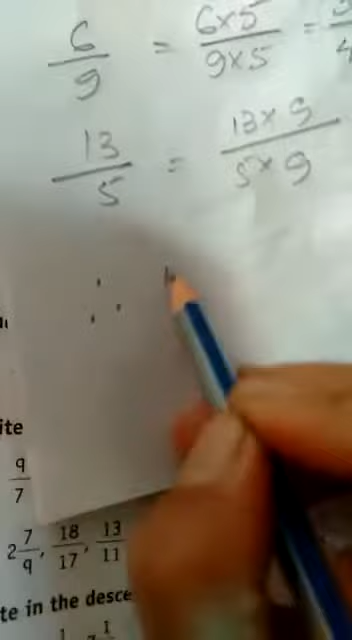 6/9 = 6×5/9×5 =
13/5 = 13×9/5×9
∴
ite
9/7
2 7/9, 18/17, 13/11
te in the desce